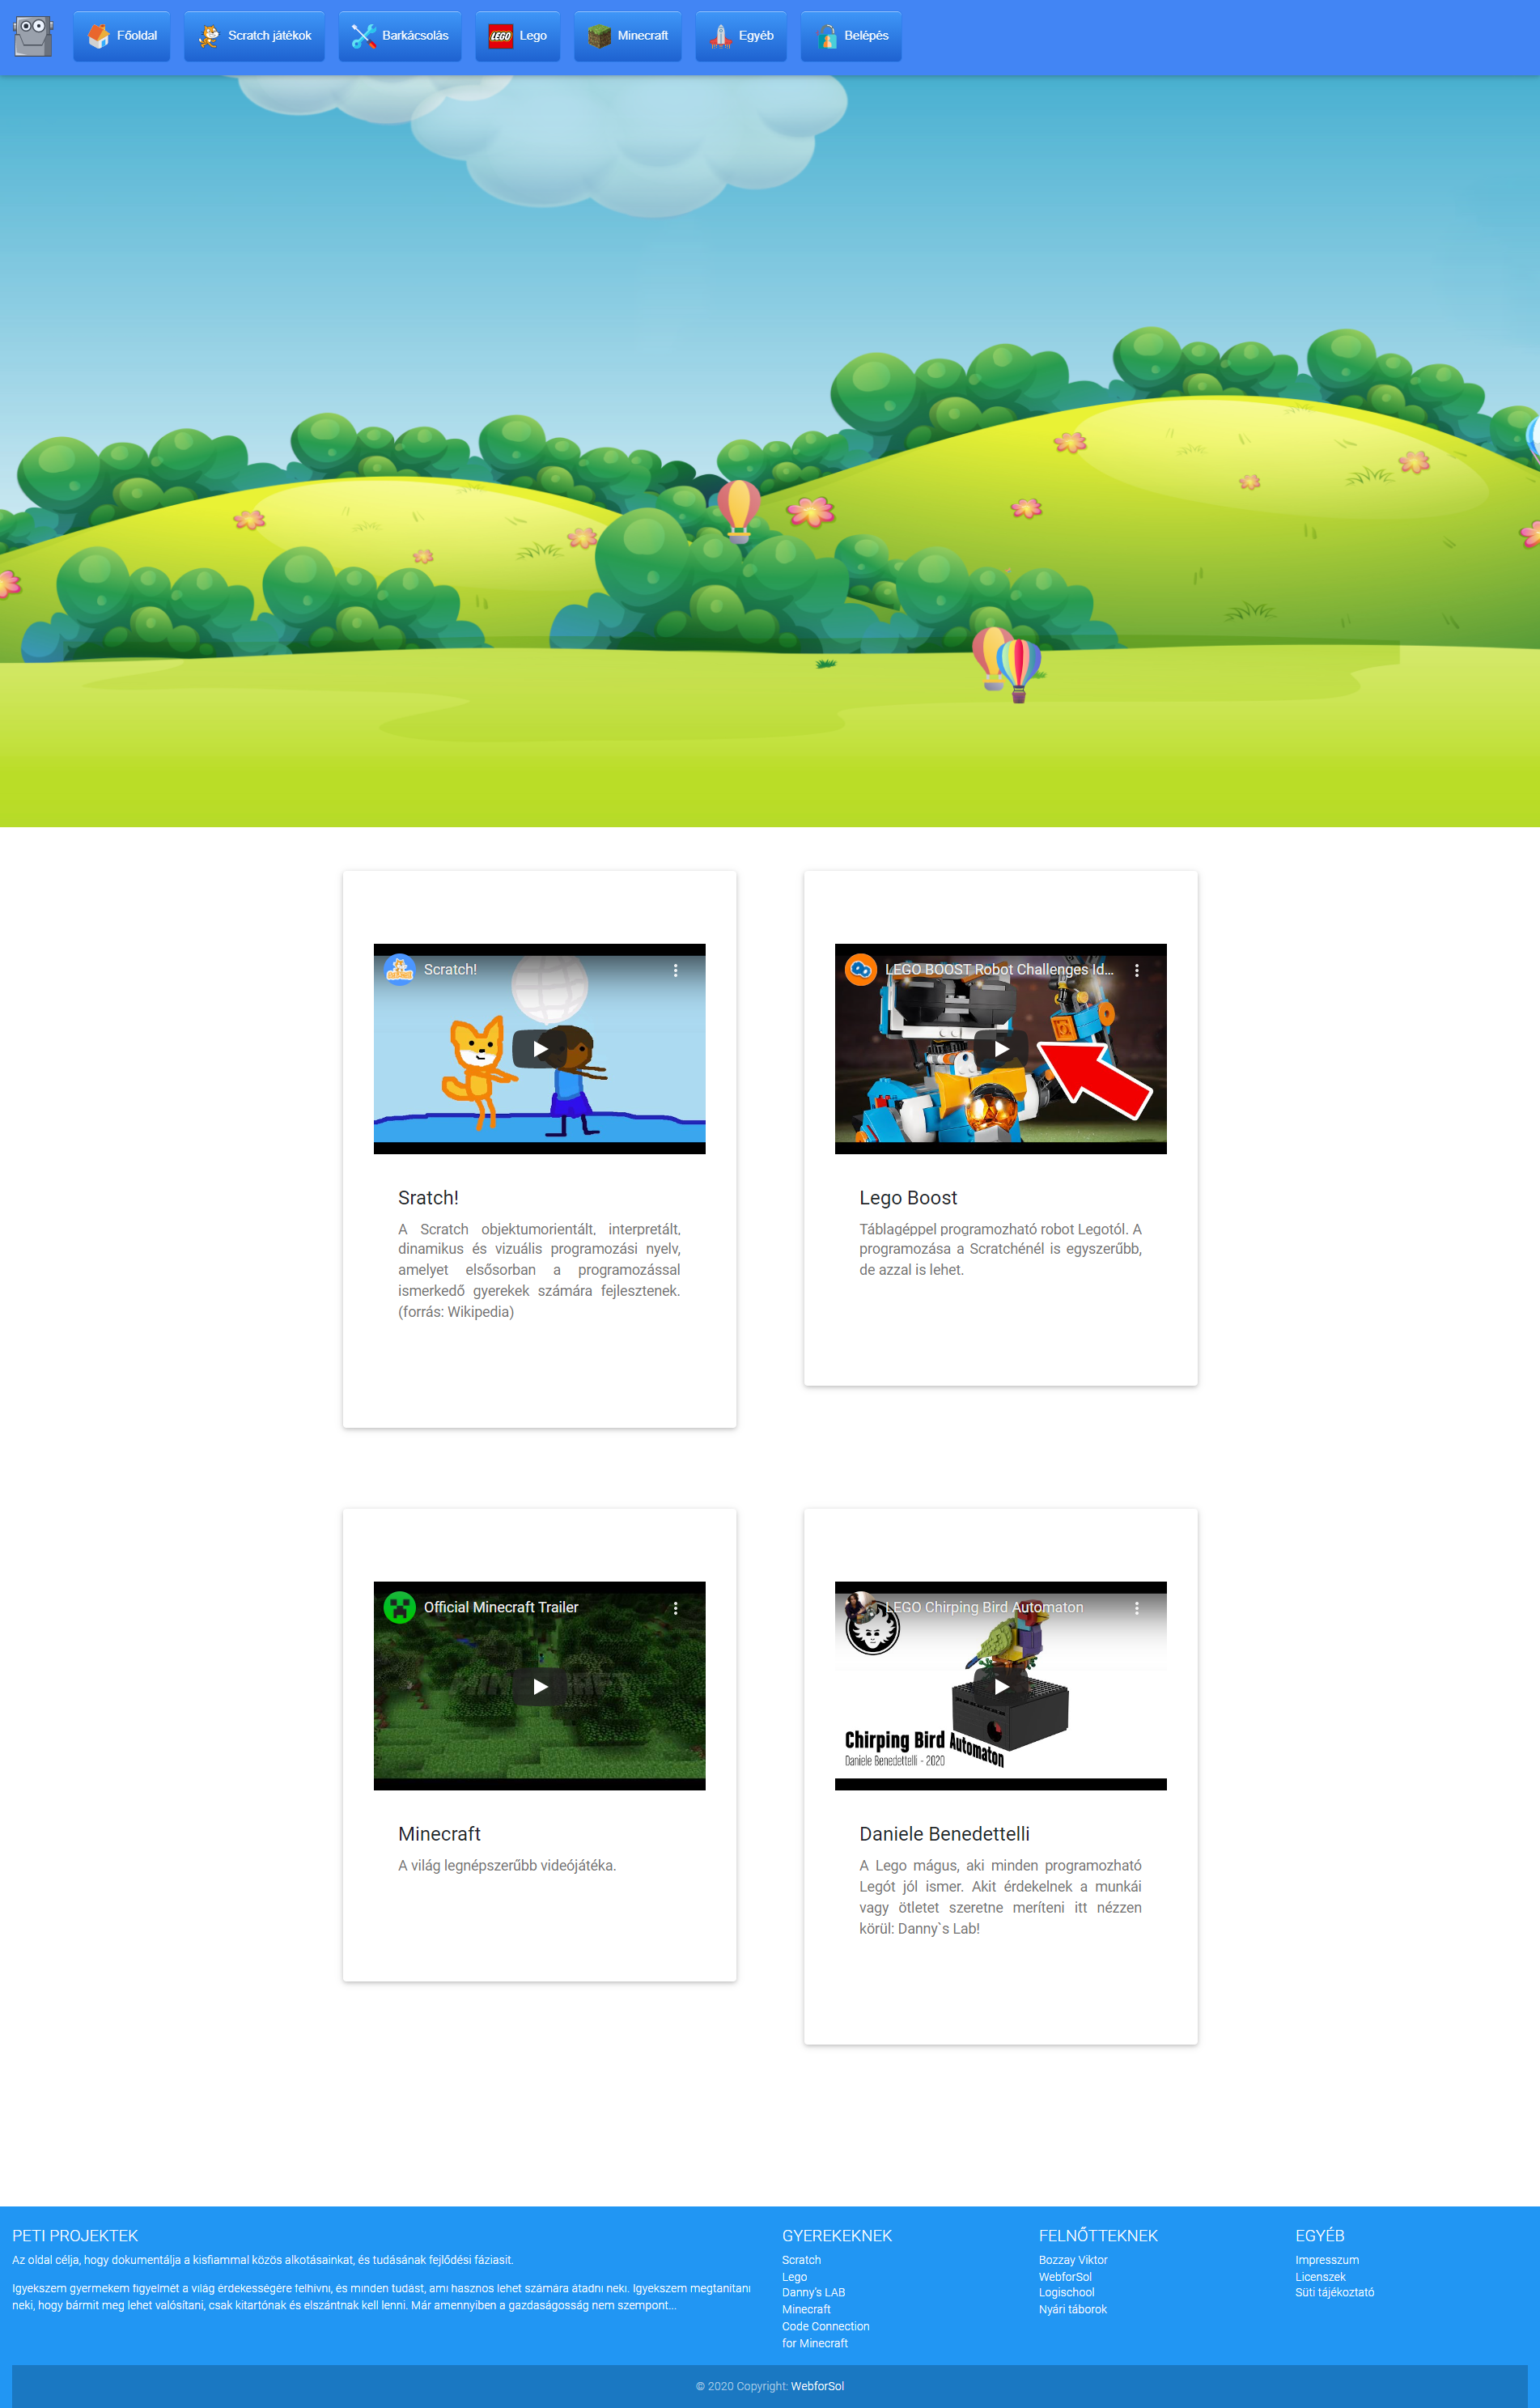 Főoldal
Scratch játékok
Barkácsolás
LEGO
Lego
Minecraft
Egyéb
Belépés
Scratch!
LEGO BOOST Robot Challenges Id...
Sratch!
A Scratch objektumorientált, interpretált,
dinamikus és vizuális programozási nyelv,
amelyet elsősorban a programozással
ismerkedő gyerekek számára fejlesztenek.
(forrás: Wikipedia)
Lego Boost
Táblagéppel programozható robot Legotól. A
programozása a Scratchénél is egyszerűbb,
de azzal is lehet.
Official Minecraft Trailer
LEGO Chirping Bird Automaton
Chirping Bird Automaton
Daniele Benedettelli - 2020
Minecraft
A világ legnépszerűbb videójátéka.
Daniele Benedettelli
A Lego mágus, aki minden programozható
Legót jól ismer. Akit érdekelnek a munkái
vagy ötletet szeretne meríteni itt nézzen
körül: Danny`s Lab!
PETI PROJEKTEK
Az oldal célja, hogy dokumentálja a kisfiammal közös alkotásainkat, és tudásának fejlődési fáziasit.
Igyekszem gyermekem figyelmét a világ érdekességére felhívni, és minden tudást, ami hasznos lehet számára átadni neki. Igyekszem megtanítani
neki, hogy bármit meg lehet valósítani, csak kitartónak és elszántnak kell lenni. Már amennyiben a gazdaságosság nem szempont...
GYEREKEKNEK
Scratch
Lego
Danny's LAB
Minecraft
Code Connection
for Minecraft
FELNŐTTEKNEK
Bozzay Viktor
WebforSol
Logischool
Nyári táborok
EGYÉB
Impresszum
Licenszek
Süti tájékoztató
© 2020 Copyright: WebforSol